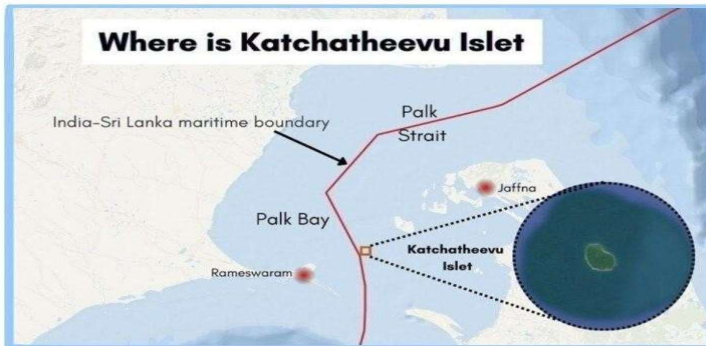 Where is Katchatheevu Islet
Palk
Strait
India-Sri Lanka maritime boundary
Jaffna
Palk Bay
Katchatheevu
Islet
Rameswaram